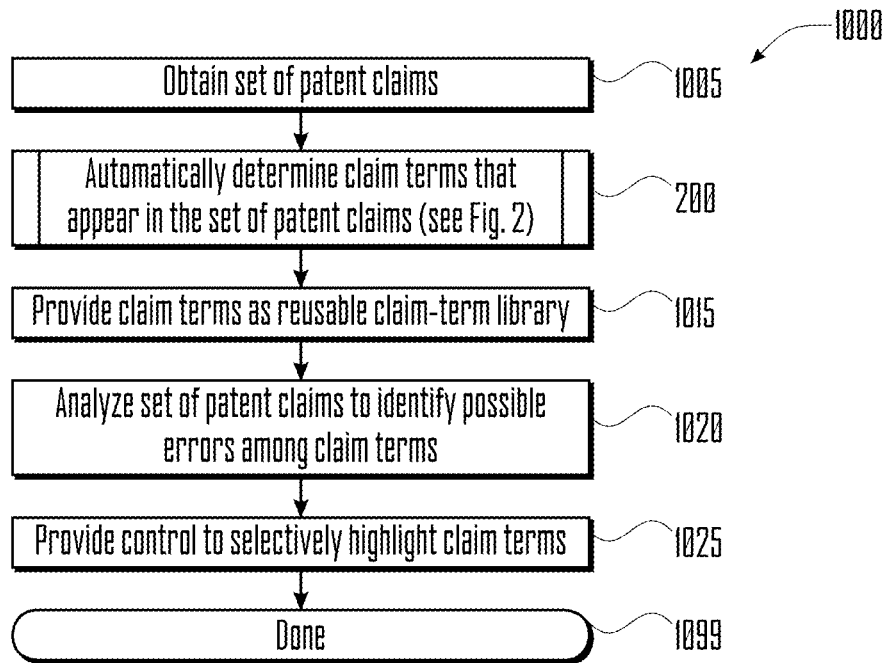 1000
Obtain set of patent claims
1005
Automatically determine claim terms that
appear in the set of patent claims (see Fig. 2)
200
Provide claim terms as reusable claim-term library
1015
Analyze set of patent claims to identify possible
errors among claim terms
1020
Provide control to selectively highlight claim terms
1025
Done
1099